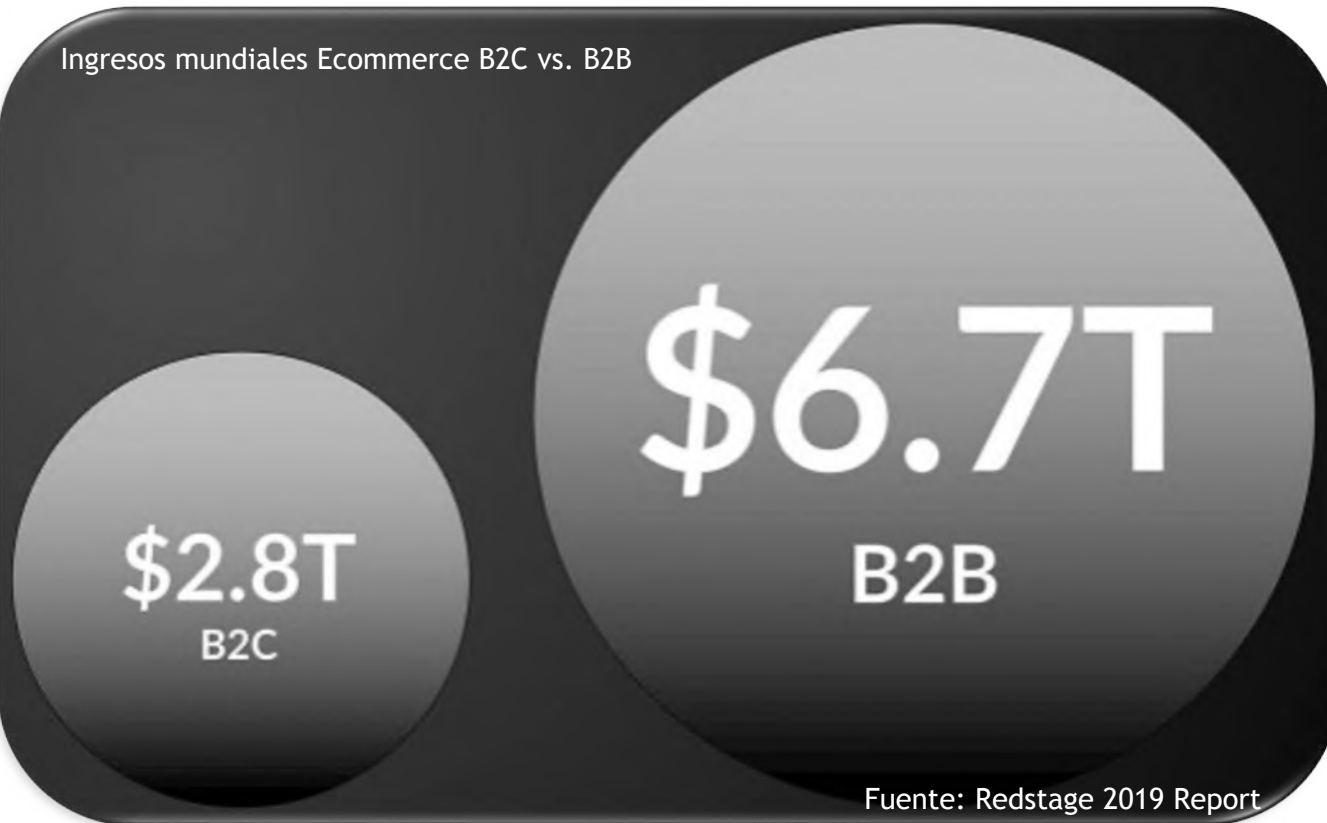 Ingresos mundiales Ecommerce B2C vs. B2B
$6.7T
B2B
$2.8T
B2C
Fuente: Redstage 2019 Report